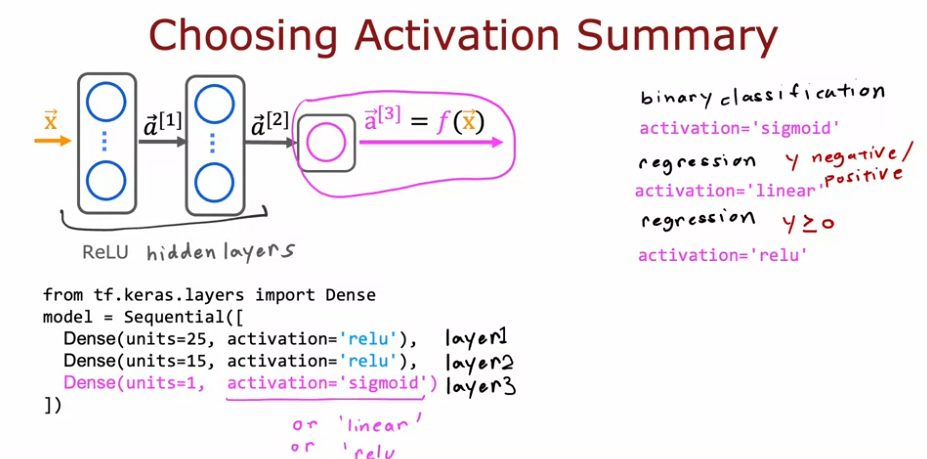 Choosing Activation Summary
x⃗ a⃗[1] a⃗[2] a⃗[3] = f(x⃗)
ReLU hidden layers
binary classification
activation='sigmoid'
regression y negative/
positive
activation='linear'
regression y ≥ 0
activation='relu'
from tf.keras.layers import Dense
model = Sequential([
Dense(units=25, activation='relu'), layer1
Dense(units=15, activation='relu'), layer2
Dense(units=1, activation='sigmoid') layer3
])
or 'linear'
or 'relu